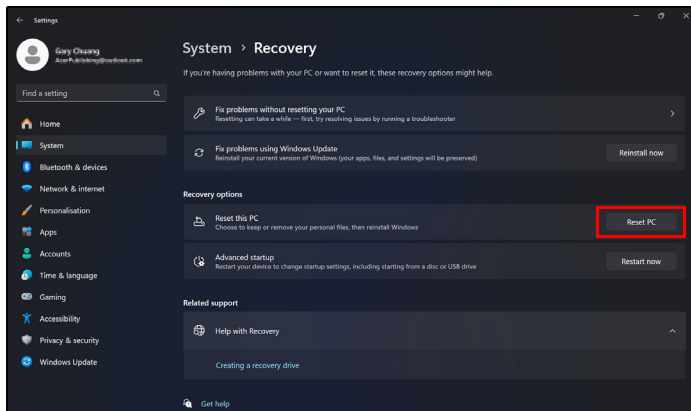 Settings
Gary Chuang
AcerPublishing@outlook.com
Find a setting
Home
System
Bluetooth & devices
Network & internet
Personalisation
Apps
Accounts
Time & language
Gaming
Accessibility
Privacy & security
Windows Update
System > Recovery
If you're having problems with your PC or want to reset it, these recovery options might help.
Fix problems without resetting your PC
Resetting can take a while — first, try resolving issues by running a troubleshooter
Fix problems using Windows Update
Reinstall your current version of Windows (your apps, files, and settings will be preserved)
Reinstall now
Recovery options
Reset this PC
Choose to keep or remove your personal files, then reinstall Windows
Reset PC
Advanced startup
Restart your device to change startup settings, including starting from a disc or USB drive
Restart now
Related support
Help with Recovery
Creating a recovery drive
Get help